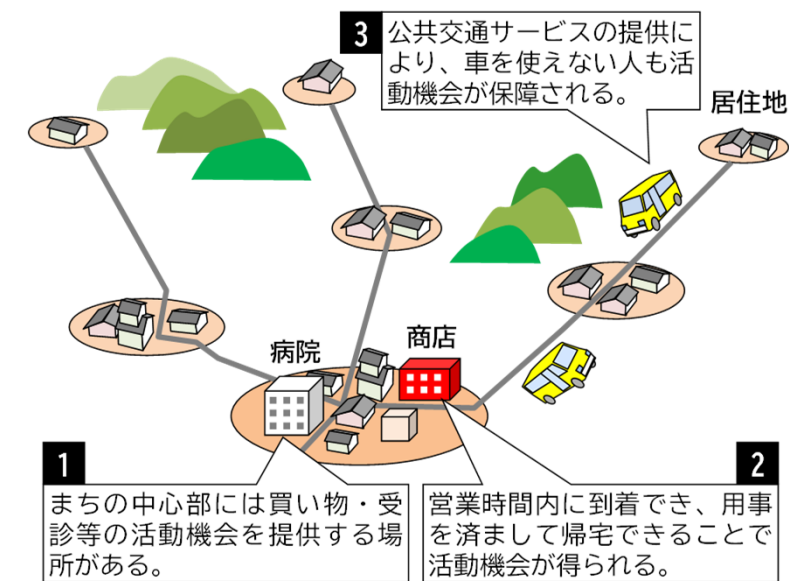 3
公共交通サービスの提供に
より、車を使えない人も活
動機会が保障される。
居住地
病院
商店
1
まちの中心部には買い物・受
診等の活動機会を提供する場
所がある。
2
営業時間内に到着でき、用事
を済まして帰宅できることで
活動機会が得られる。